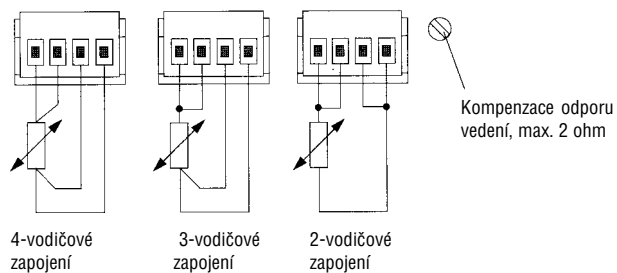 Kompenzace odporu
vedení, max. 2 ohm
4-vodičové
zapojení
3-vodičové
zapojení
2-vodičové
zapojení